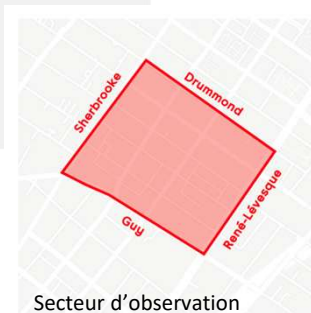 Sherbrooke
Drummond
René-Lévesque
Guy
Secteur d'observation